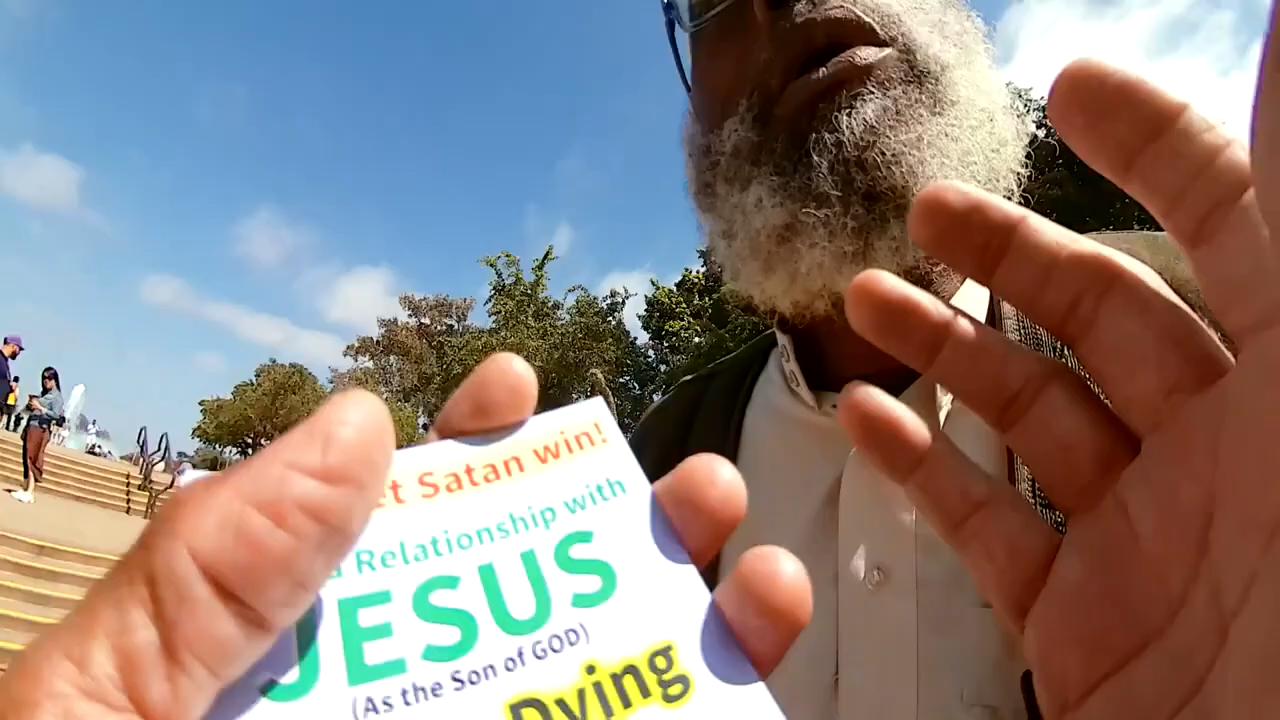 Satan win!
Relationship with
JESUS
(As the Son of GOD)
Dying